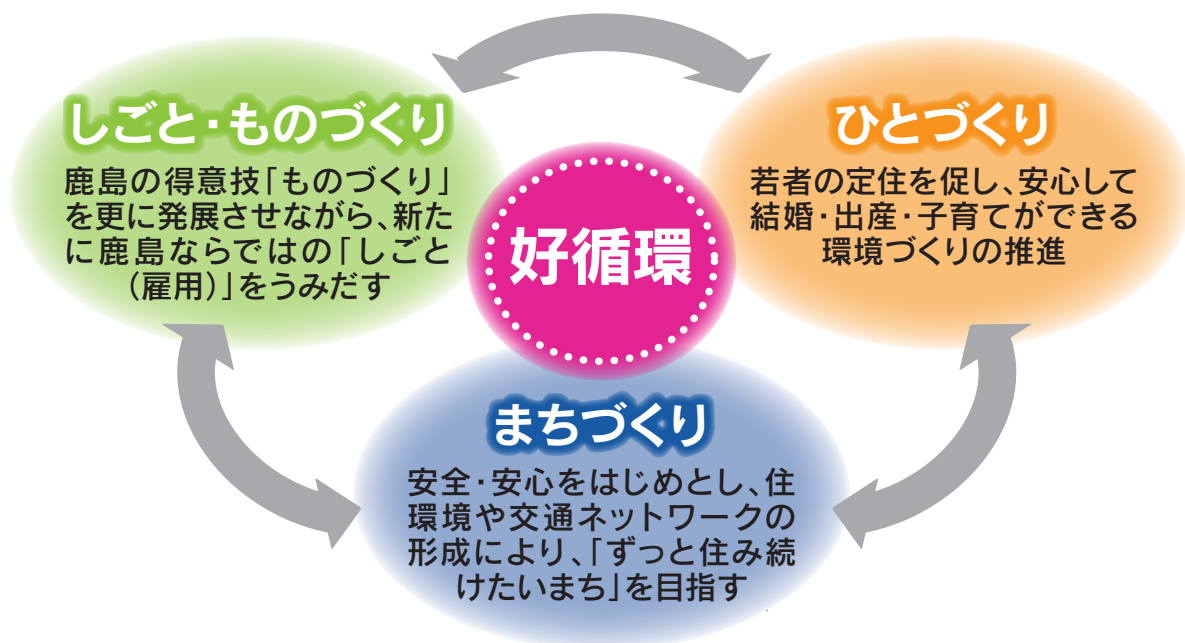 しごと・ものづくり
鹿島の得意技「ものづくり」
を更に発展させながら、新た
に鹿島ならではの「しごと
（雇用）」をうみだす
ひとづくり
若者の定住を促し、安心して
結婚・出産・子育てができる
環境づくりの推進
好循環
まちづくり
安全・安心をはじめとし、住
環境や交通ネットワークの
形成により、「ずっと住み続
けたいまち」を目指す